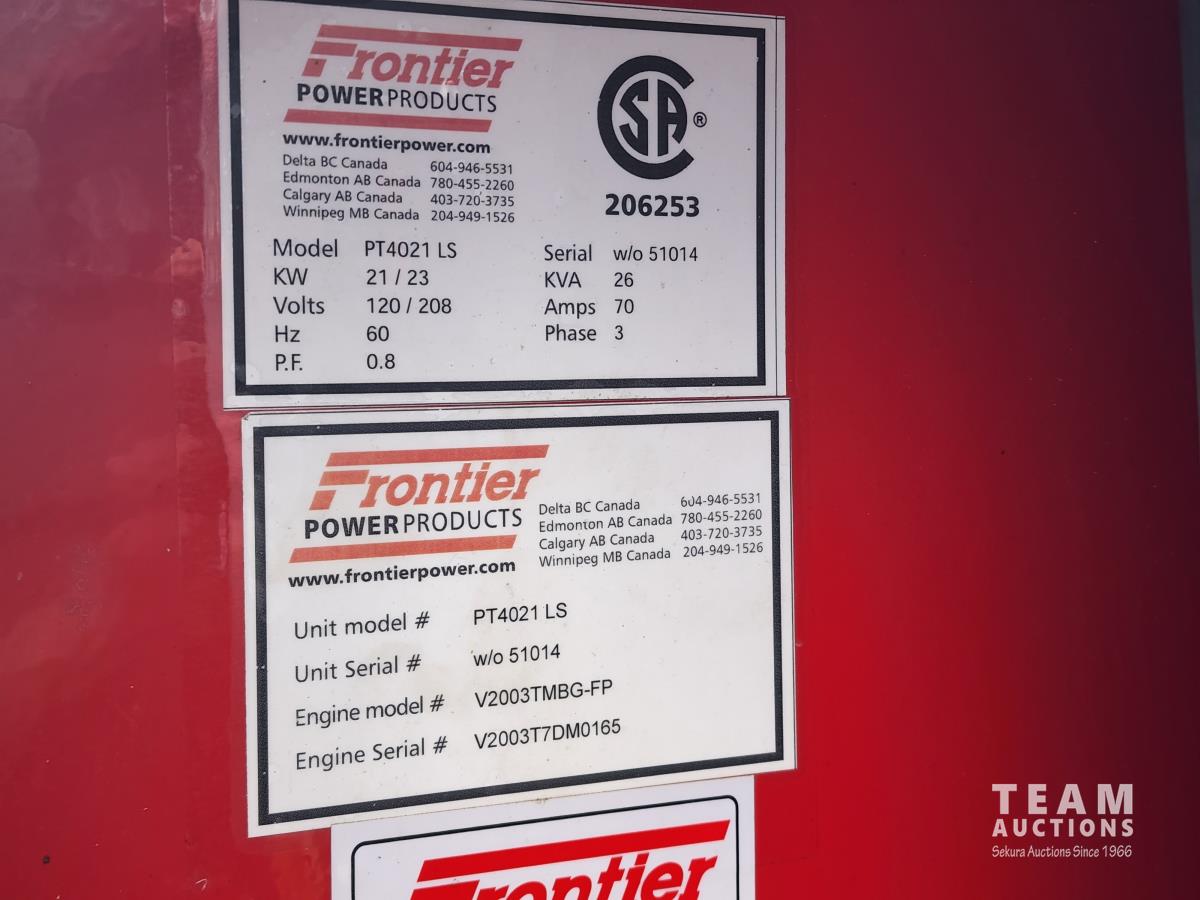 Frontier
POWERPRODUCTS
www.frontierpower.com
Delta BC Canada 604-946-5531
Edmonton AB Canada 780-455-2260
Calgary AB Canada 403-720-3735
Winnipeg MB Canada 204-949-1526
CSA ®
206253
Model PT4021 LS Serial w/o 51014
KW 21 / 23 KVA 26
Volts 120 / 208 Amps 70
Hz 60 Phase 3
P.F. 0.8
Frontier
POWERPRODUCTS
www.frontierpower.com
Delta BC Canada 604-946-5531
Edmonton AB Canada 780-455-2260
Calgary AB Canada 403-720-3735
Winnipeg MB Canada 204-949-1526
Unit model # PT4021 LS
Unit Serial # w/o 51014
Engine model # V2003TMBG-FP
Engine Serial # V2003T7DM0165
Frontier
TEAM
AUCTIONS
Sekura Auctions Since 1966